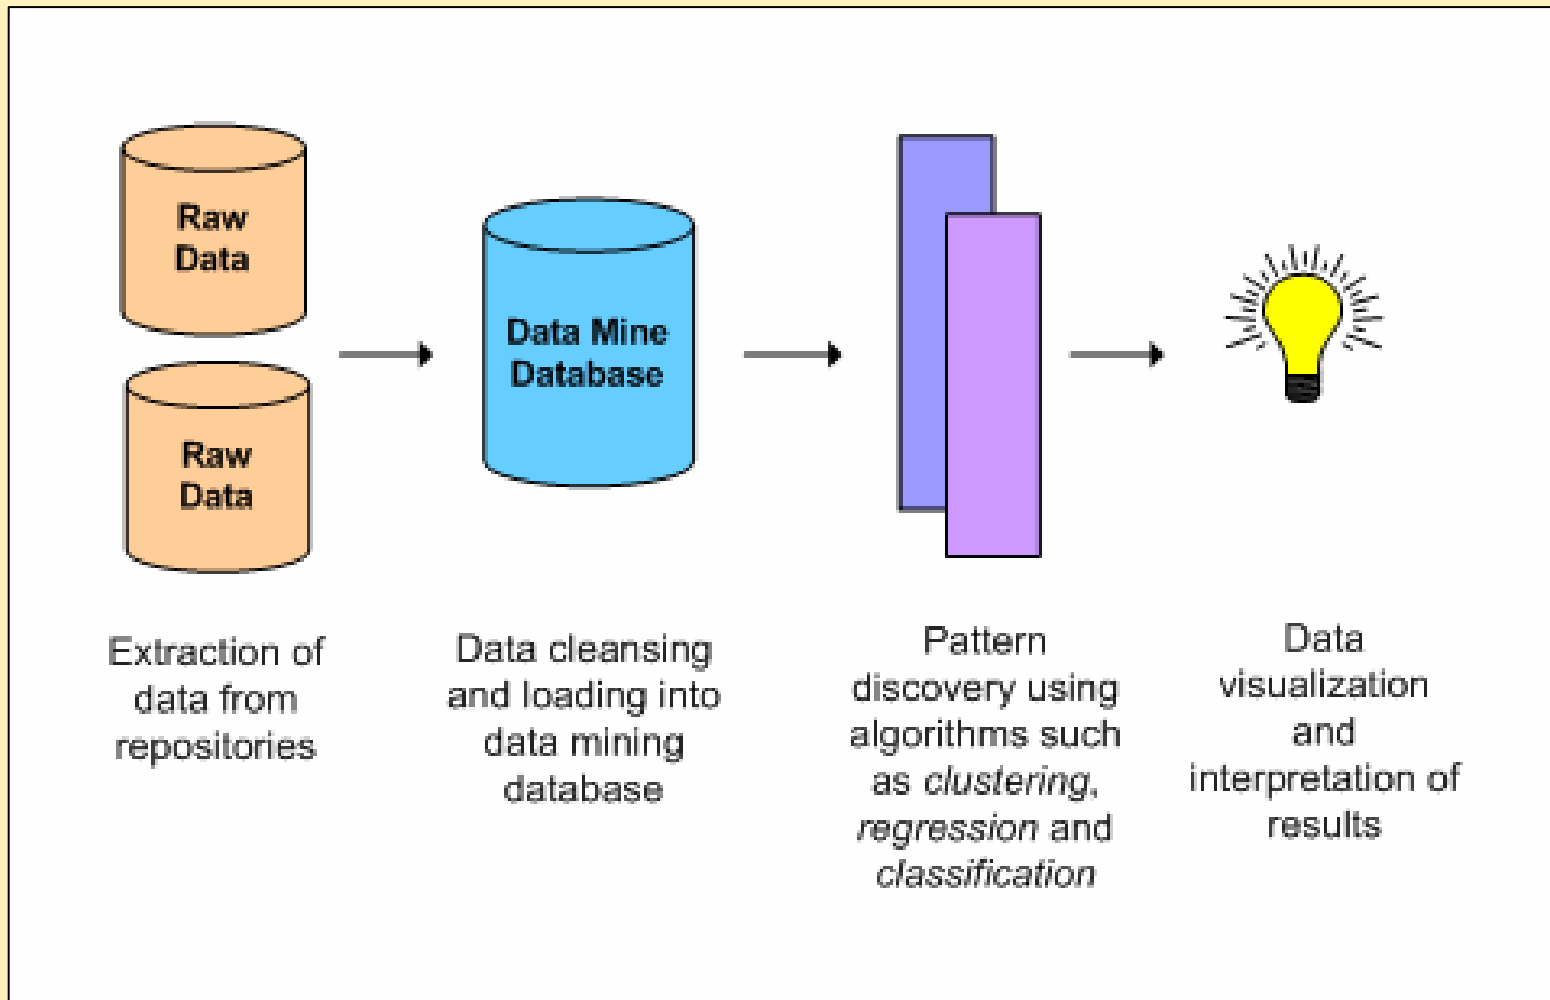 Raw
Data
Raw
Data
Data Mine
Database
Extraction of
data from
repositories
Data cleansing
and loading into
data mining
database
Pattern
discovery using
algorithms such
as clustering,
regression and
classification
Data
visualization
and
interpretation of
results